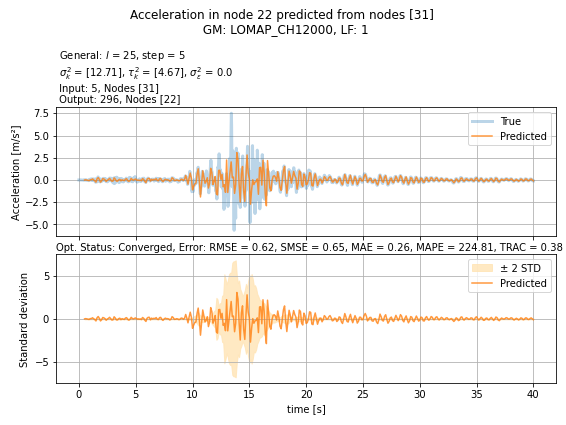 Acceleration in node 22 predicted from nodes [31]
GM: LOMAP_CH12000, LF: 1
General: l = 25, step = 5
σ²ₖ = [12.71], τ²ₖ = [4.67], σ²_ε = 0.0
Input: 5, Nodes [31]
Output: 296, Nodes [22]
Acceleration [m/s²]
7.5
5.0
2.5
0.0
−2.5
−5.0
True
Predicted
Opt. Status: Converged, Error: RMSE = 0.62, SMSE = 0.65, MAE = 0.26, MAPE = 224.81, TRAC = 0.38
Standard deviation
5
0
−5
± 2 STD
Predicted
0 5 10 15 20 25 30 35 40
time [s]